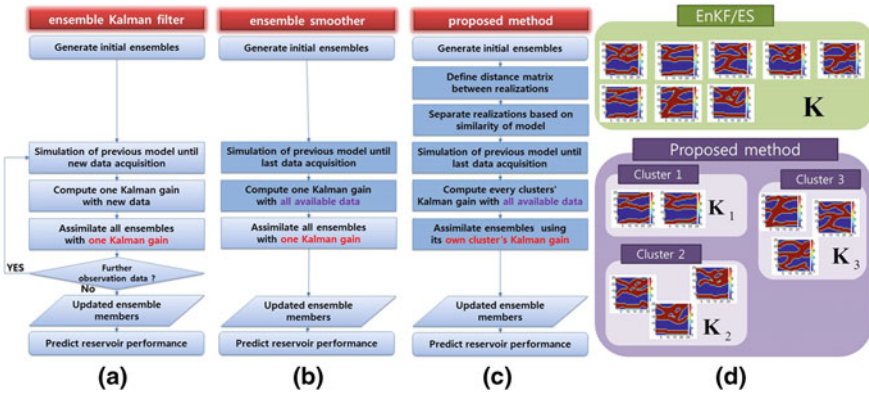 ensemble Kalman filter
Generate initial ensembles
Simulation of previous model until
new data acquisition
Compute one Kalman gain
with new data
Assimilate all ensembles
with one Kalman gain
YES
Further
observation data ?
No
Updated ensemble
members
Predict reservoir performance
(a)
ensemble smoother
Generate initial ensembles
Simulation of previous model until
last data acquisition
Compute one Kalman gain
with all available data
Assimilate all ensembles
with one Kalman gain
Updated ensemble
members
Predict reservoir performance
(b)
proposed method
Generate initial ensembles
Define distance matrix
between realizations
Separate realizations based on
similarity of model
Simulation of previous model until
last data acquisition
Compute every clusters'
Kalman gain with all available data
Assimilate ensembles using
its own cluster's Kalman gain
Updated ensemble
members
Predict reservoir performance
(c)
EnKF/ES
K
Proposed method
Cluster 1
K1
Cluster 2
K2
Cluster 3
K3
(d)